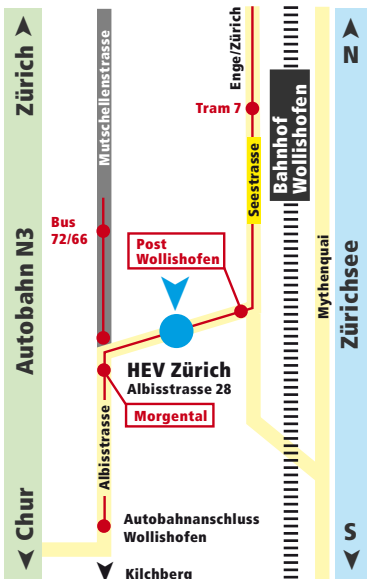 Zürich
Autobahn N3
Chur
Mutschellenstrasse
Enge/Zürich
Tram 7
Seestrasse
Bahnhof
Wollishofen
N
Zürichsee
S
Mythenquai
Bus
72/66
Post
Wollishofen
HEV Zürich
Albisstrasse 28
Morgental
Albisstrasse
Autobahnanschluss
Wollishofen
Kilchberg